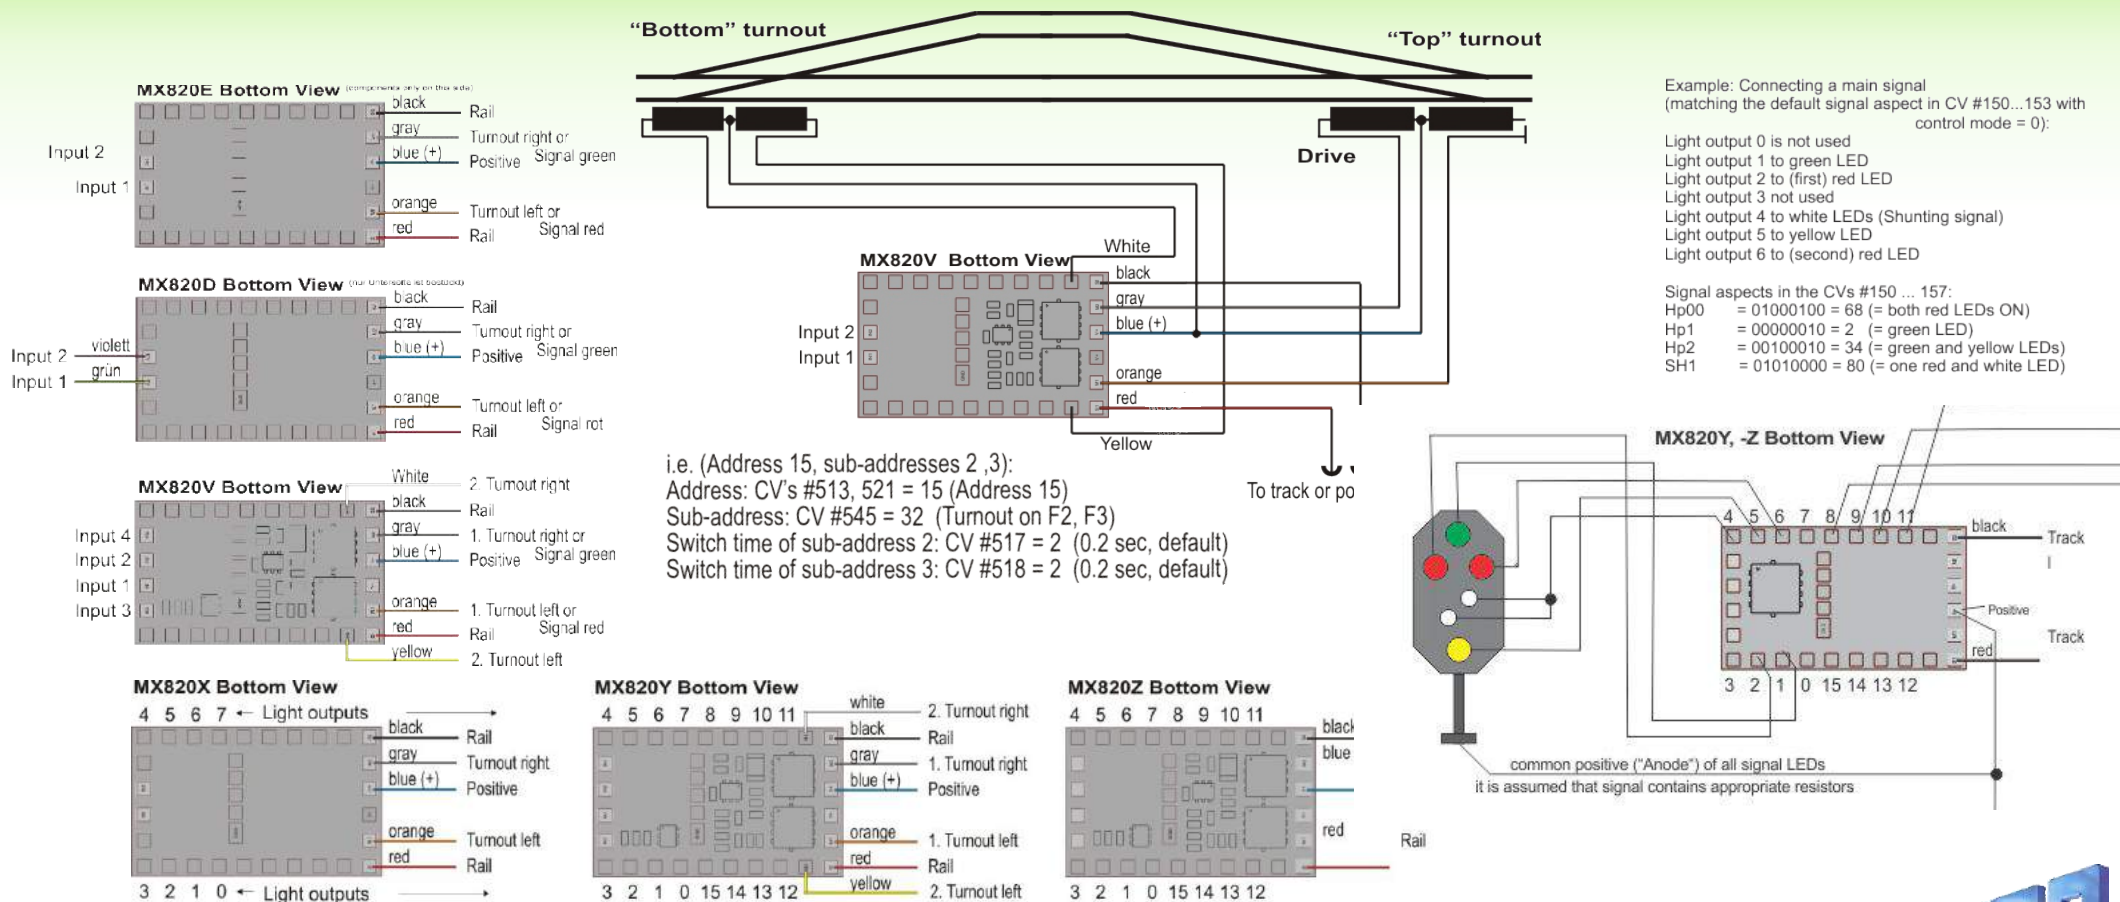 “Bottom” turnout
“Top” turnout
Drive
MX820E Bottom View (components only on this side)
black
Rail
gray
Turnout right or
Signal green
blue (+)
Positive
Input 2
Input 1
orange
Turnout left or
Signal red
red
Rail
MX820D Bottom View
black
Rail
gray
Turnout right or
Signal green
blue (+)
Positive
Input 2
violett
Input 1
grün
orange
Turnout left or
Signal rot
red
Rail
MX820V Bottom View
White
2. Turnout right
black
Rail
gray
1. Turnout right or
Signal green
blue (+)
Positive
Input 4
Input 2
Input 1
Input 3
orange
1. Turnout left or
Signal red
red
Rail
yellow
2. Turnout left
MX820V Bottom View
White
black
gray
blue (+)
Input 2
Input 1
orange
red
Yellow
To track or po
i.e. (Address 15, sub-addresses 2 ,3):
Address: CV's #513, 521 = 15 (Address 15)
Sub-address: CV #545 = 32 (Turnout on F2, F3)
Switch time of sub-address 2: CV #517 = 2 (0.2 sec, default)
Switch time of sub-address 3: CV #518 = 2 (0.2 sec, default)
Example: Connecting a main signal
(matching the default signal aspect in CV #150...153 with
control mode = 0):
Light output 0 is not used
Light output 1 to green LED
Light output 2 to (first) red LED
Light output 3 not used
Light output 4 to white LEDs (Shunting signal)
Light output 5 to yellow LED
Light output 6 to (second) red LED
Signal aspects in the CVs #150 ... 157:
Hp00 = 01000100 = 68 (= both red LEDs ON)
Hp1 = 00000010 = 2 (= green LED)
Hp2 = 00100010 = 34 (= green and yellow LEDs)
SH1 = 01010000 = 80 (= one red and white LED)
MX820Y, -Z Bottom View
4 5 6 7 8 9 10 11
black
Track
Positive
Track
red
3 2 1 0 15 14 13 12
common positive ("Anode") of all signal LEDs
it is assumed that signal contains appropriate resistors
MX820X Bottom View
4 5 6 7 ← Light outputs
black
Rail
gray
Turnout right
blue (+)
Positive
orange
Turnout left
red
Rail
3 2 1 0 ← Light outputs
MX820Y Bottom View
4 5 6 7 8 9 10 11
white
2. Turnout right
black
Rail
gray
1. Turnout right
blue (+)
Positive
orange
1. Turnout left
red
Rail
yellow
2. Turnout left
3 2 1 0 15 14 13 12
MX820Z Bottom View
4 5 6 7 8 9 10 11
black
blue
red
Rail
3 2 1 0 15 14 13 12